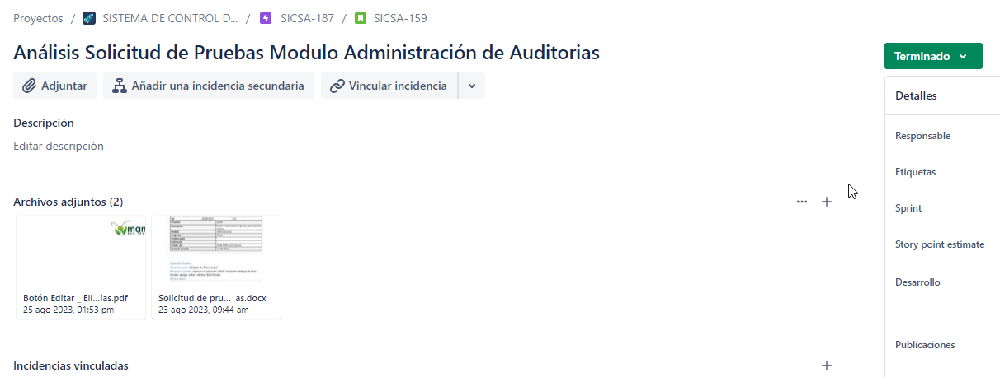 Proyectos / SISTEMA DE CONTROL D... / SICSA-187 / SICSA-159
Análisis Solicitud de Pruebas Modulo Administración de Auditorias
Terminado
Adjuntar
Añadir una incidencia secundaria
Vincular incidencia
Detalles
Descripción
Editar descripción
Responsable
Etiquetas
Sprint
Story point estimate
Desarrollo
Publicaciones
Archivos adjuntos (2)
Botón Editar _ Eli...ias.pdf
25 ago 2023, 01:53 pm
Solicitud de pru... as.docx
23 ago 2023, 09:44 am
Incidencias vinculadas